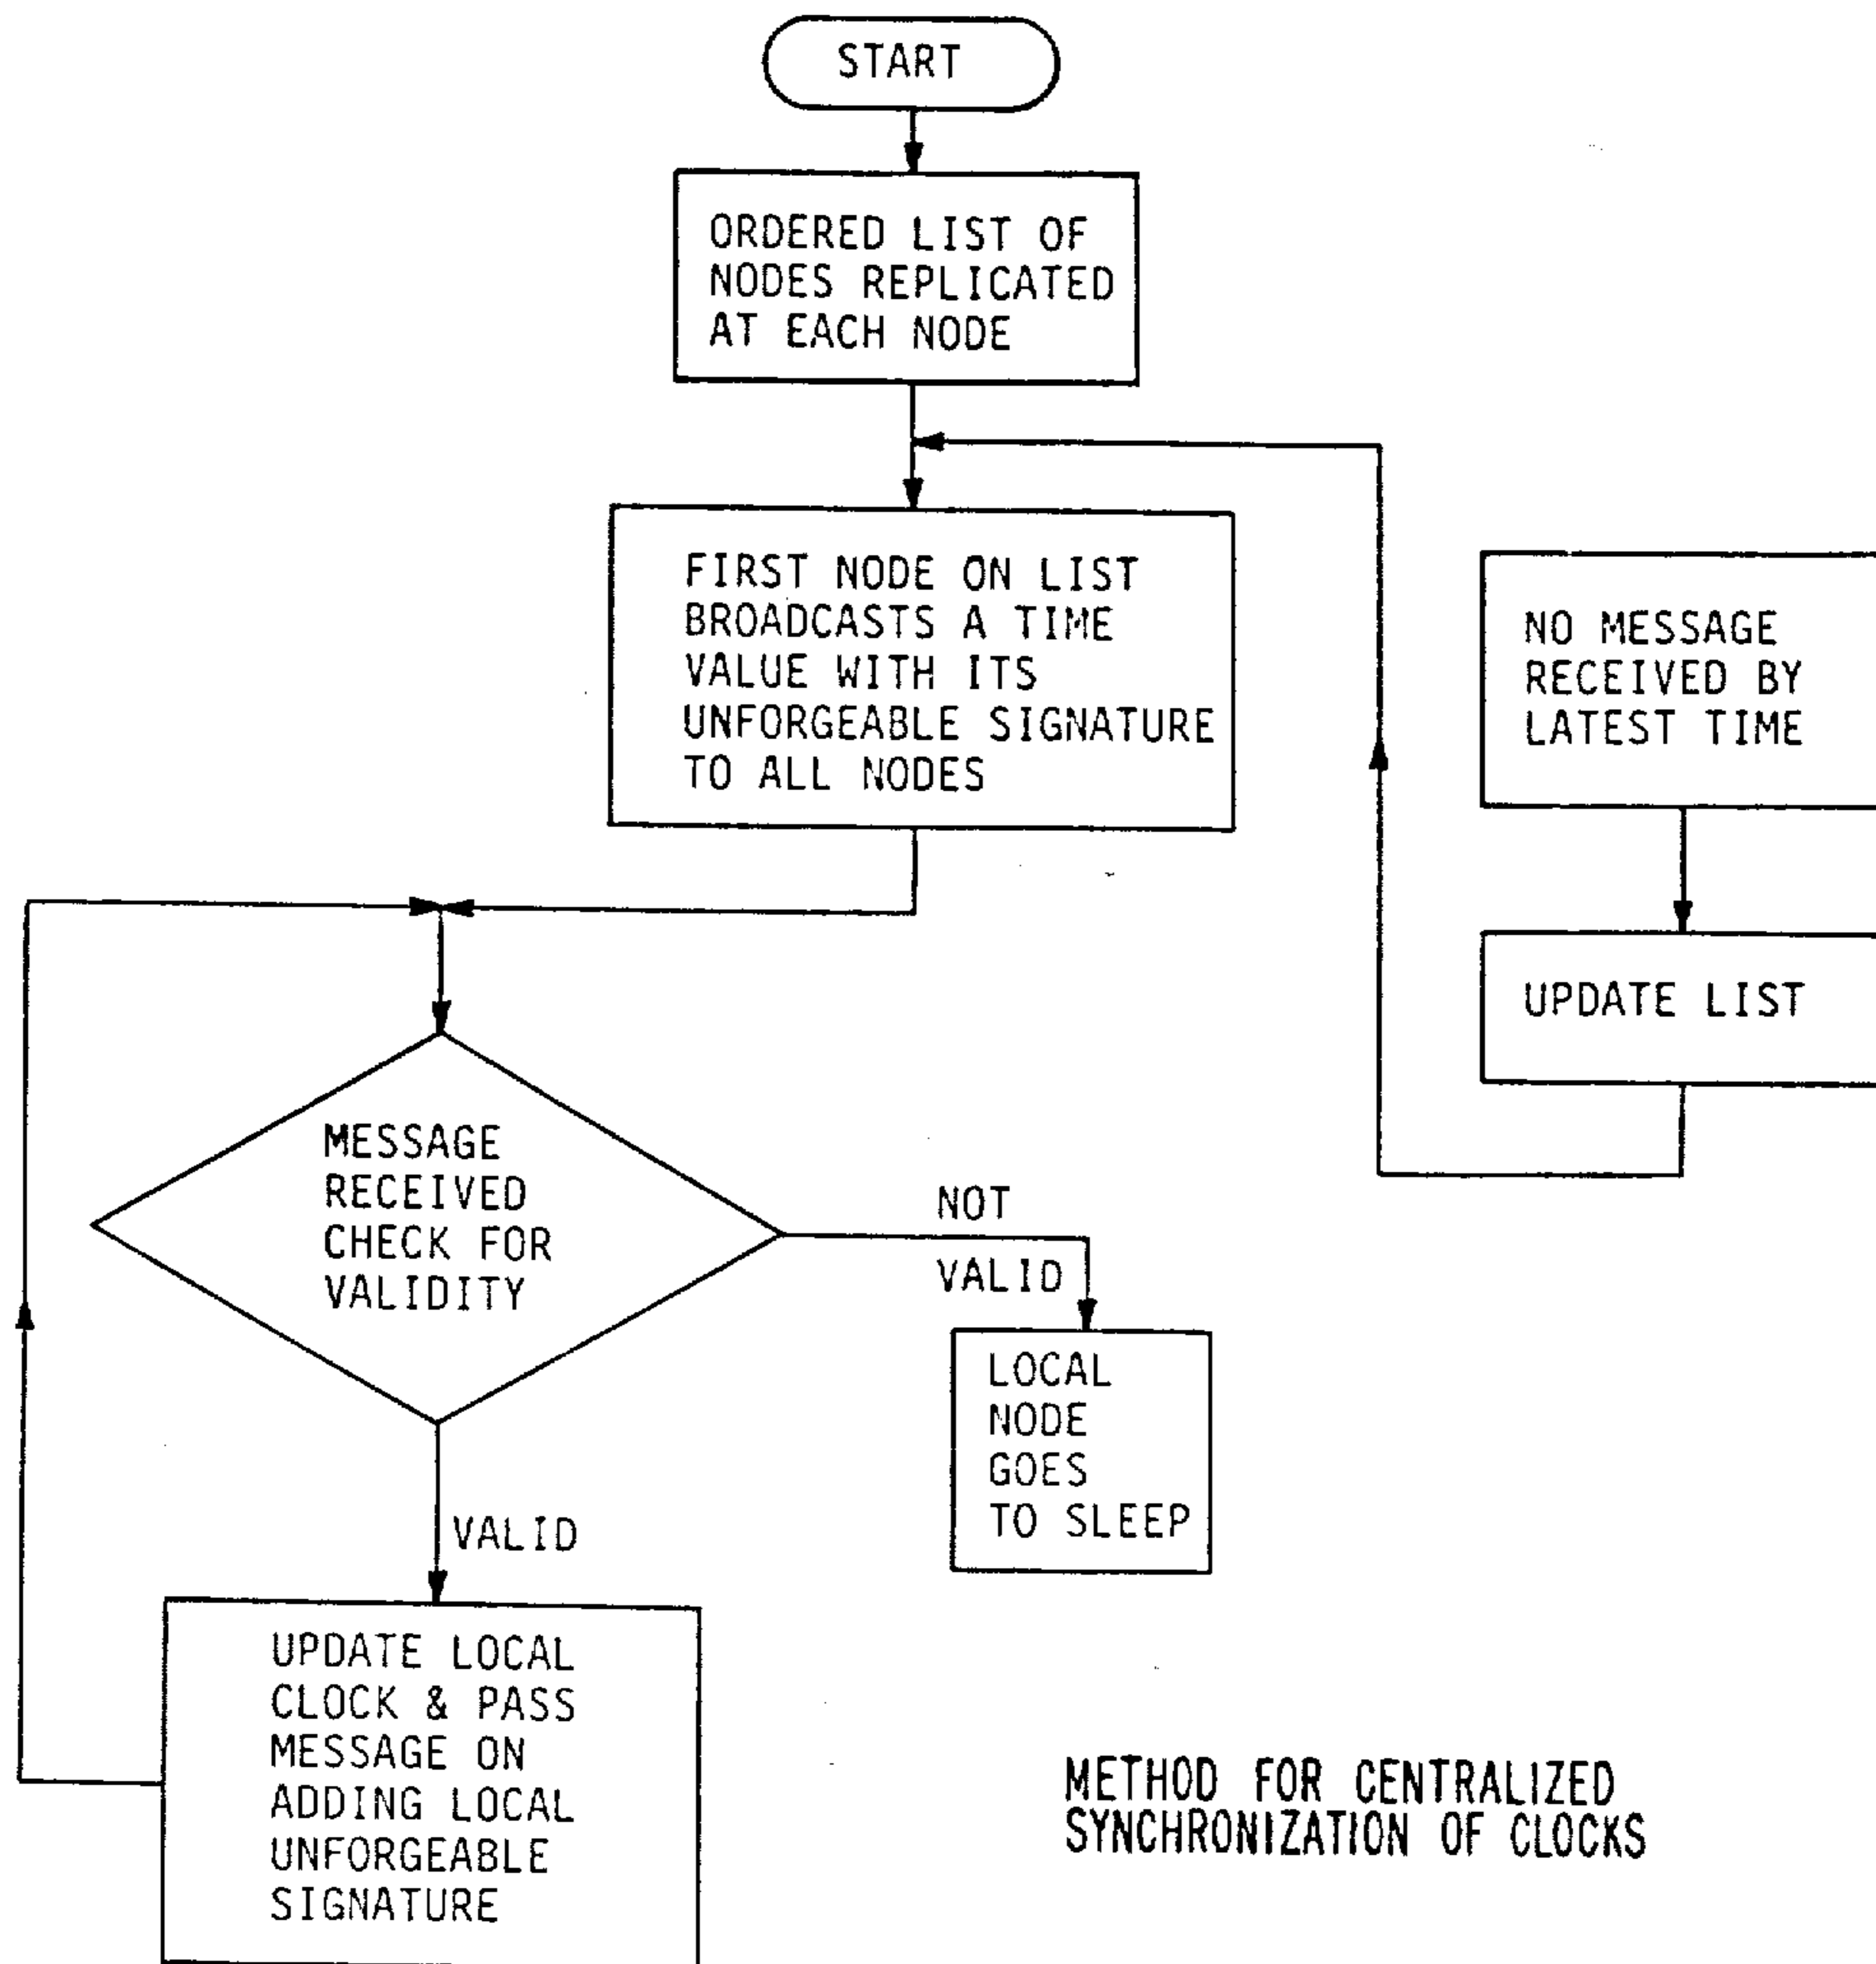 START
ORDERED LIST OF
NODES REPLICATED
AT EACH NODE
FIRST NODE ON LIST
BROADCASTS A TIME
VALUE WITH ITS
UNFORGEABLE SIGNATURE
TO ALL NODES
NO MESSAGE
RECEIVED BY
LATEST TIME
UPDATE LIST
MESSAGE
RECEIVED
CHECK FOR
VALIDITY
NOT
VALID
LOCAL
NODE
GOES
TO SLEEP
VALID
UPDATE LOCAL
CLOCK & PASS
MESSAGE ON
ADDING LOCAL
UNFORGEABLE
SIGNATURE
METHOD FOR CENTRALIZED
SYNCHRONIZATION OF CLOCKS